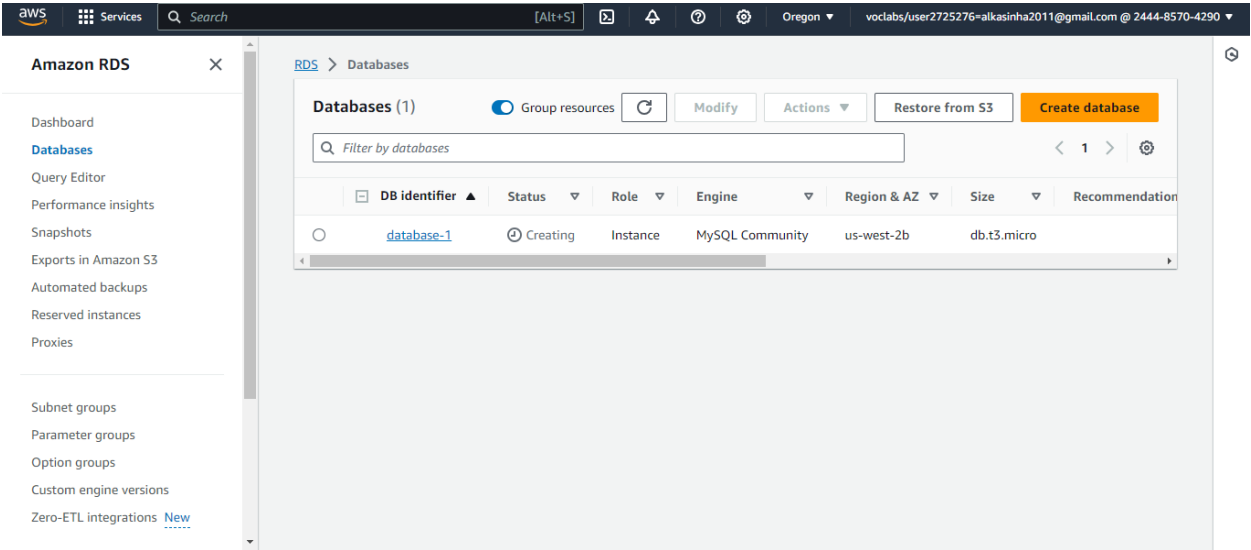 aws Services Search [Alt+S] Oregon ▼ voclabs/user2725276=alkasinha2011@gmail.com @ 2444-8570-4290 ▼
Amazon RDS
Dashboard
Databases
Query Editor
Performance insights
Snapshots
Exports in Amazon S3
Automated backups
Reserved instances
Proxies
Subnet groups
Parameter groups
Option groups
Custom engine versions
Zero-ETL integrations New
RDS > Databases
Databases (1) Group resources Modify Actions ▼ Restore from S3 Create database
Filter by databases < 1 >
DB identifier ▲ Status Role Engine Region & AZ Size Recommendation
database-1 Creating Instance MySQL Community us-west-2b db.t3.micro